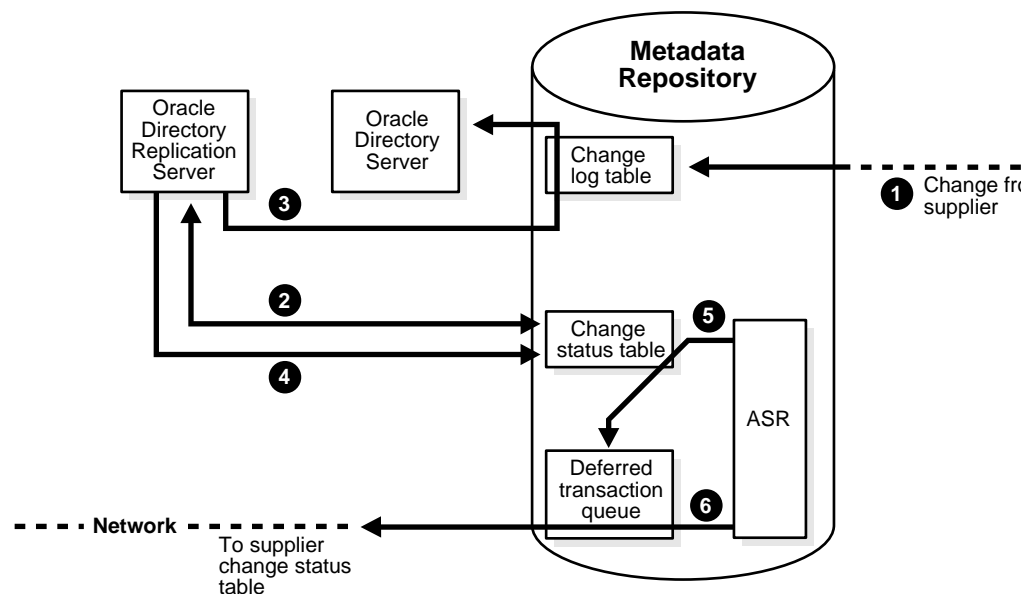 Metadata
Repository
Oracle
Directory
Replication
Server
Oracle
Directory
Server
Change
log table
1
Change fro
supplier
3
2
Change
status table
5
4
ASR
Deferred
transaction
queue
6
Network
To supplier
change status
table